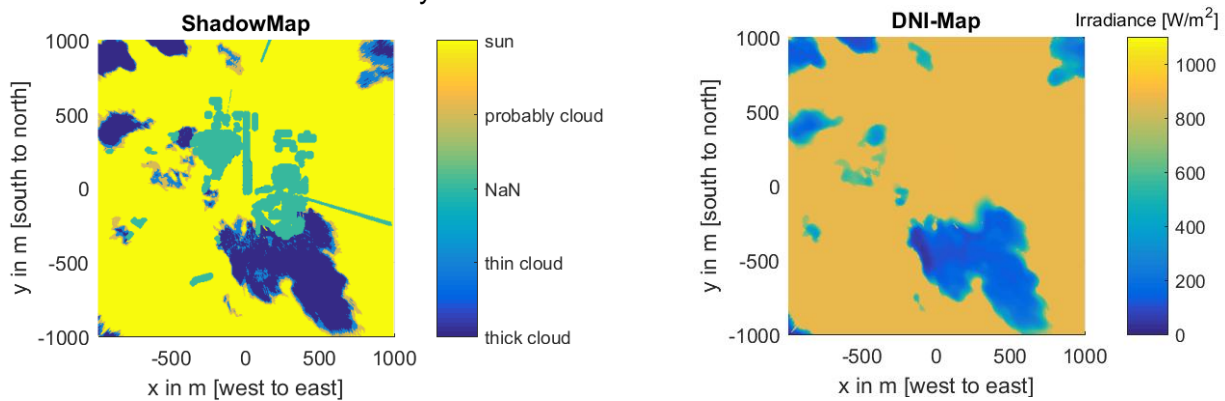 ShadowMap
1000
500
0
-500
-1000
y in m [south to north]
-500
0
500
1000
x in m [west to east]
sun
probably cloud
NaN
thin cloud
thick cloud
DNI-Map
1000
500
0
-500
-1000
y in m [south to north]
-500
0
500
1000
x in m [west to east]
Irradiance [W/m²]
1000
800
600
400
200
0